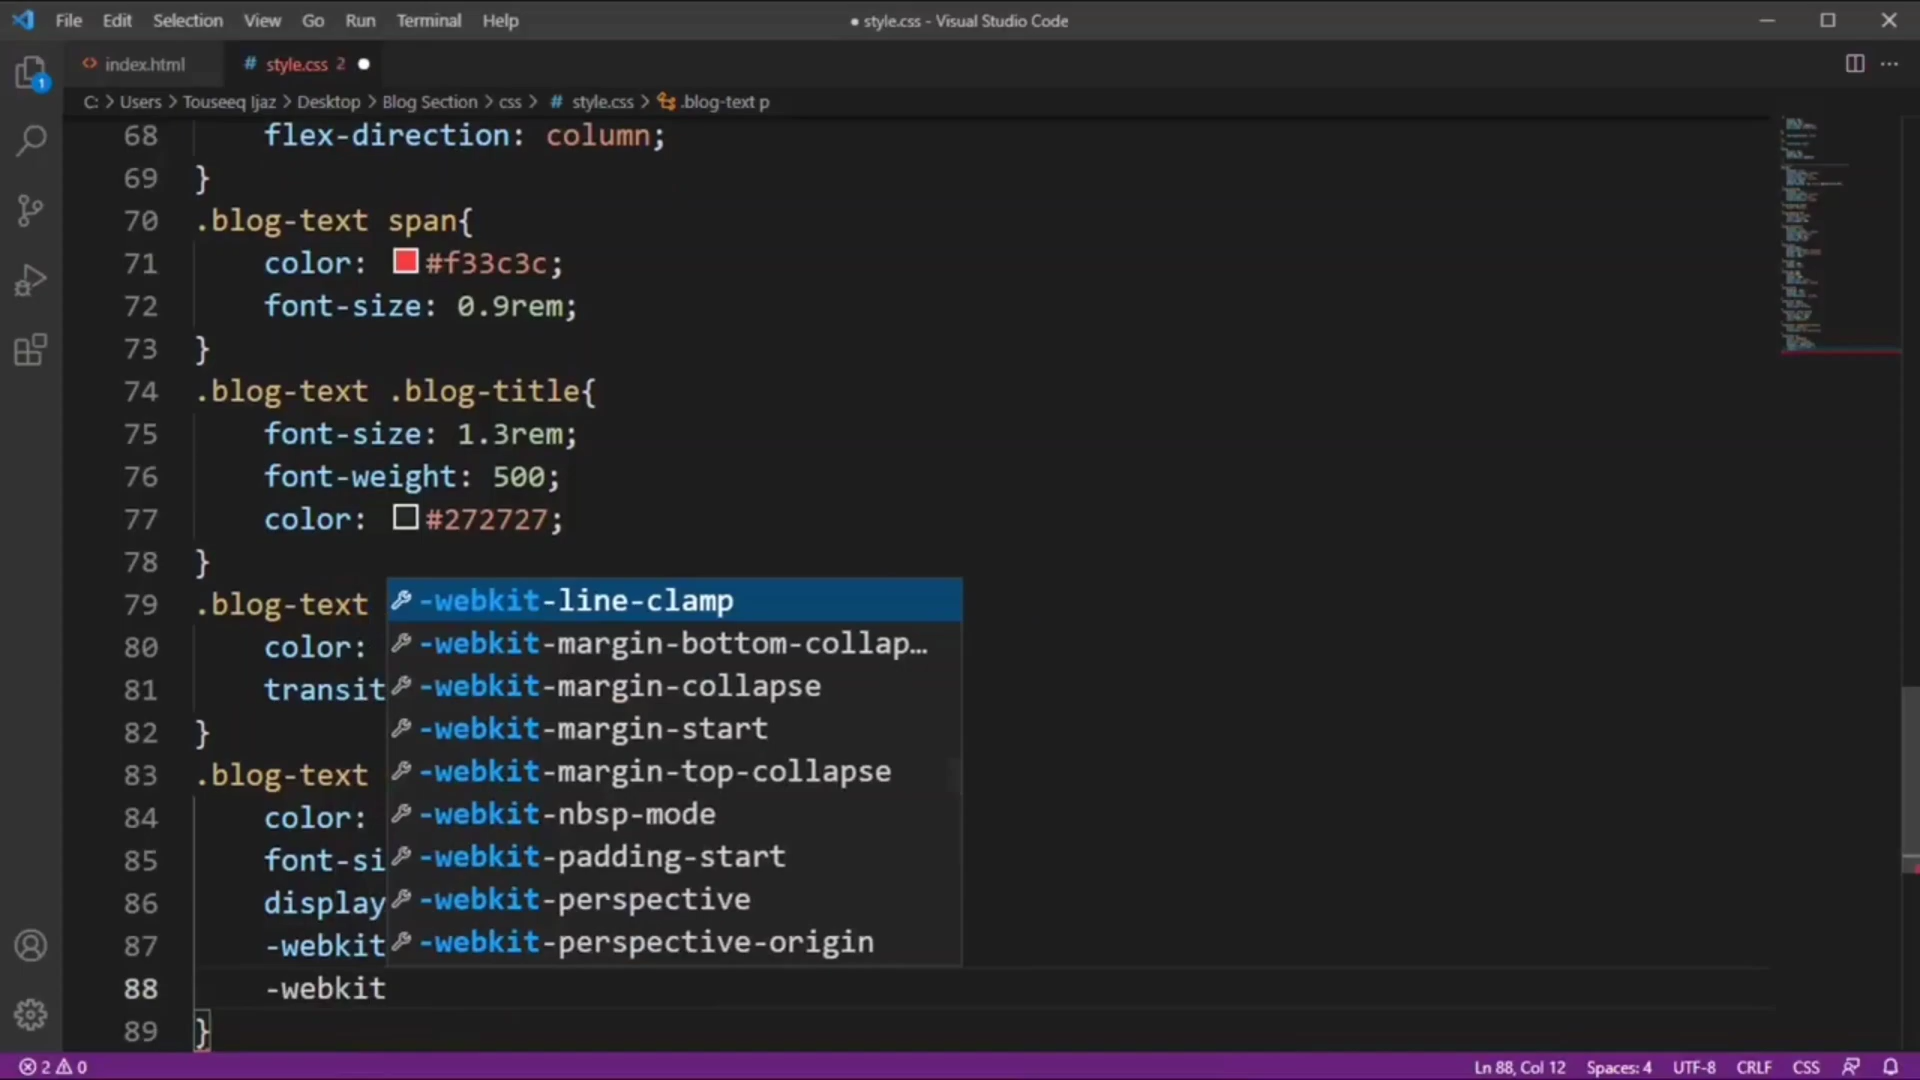 File Edit Selection View Go Run Terminal Help
● style.css - Visual Studio Code
<> index.html
# style.css 2 ●
C: > Users > Touseeq Ijaz > Desktop > Blog Section > css > # style.css > .blog-text p
1
68 flex-direction: column;
69 }
70 .blog-text span{
71 color: #f33c3c;
72 font-size: 0.9rem;
73 }
74 .blog-text .blog-title{
75 font-size: 1.3rem;
76 font-weight: 500;
77 color: #272727;
78 }
79 .blog-text
-webkit-line-clamp
80 color:
-webkit-margin-bottom-collap…
81 transit
-webkit-margin-collapse
82 }
-webkit-margin-start
83 .blog-text
-webkit-margin-top-collapse
84 color:
-webkit-nbsp-mode
85 font-si
-webkit-padding-start
86 display
-webkit-perspective
87 -webkit
-webkit-perspective-origin
88 -webkit
89 }
2 0
Ln 88, Col 12 Spaces: 4 UTF-8 CRLF CSS